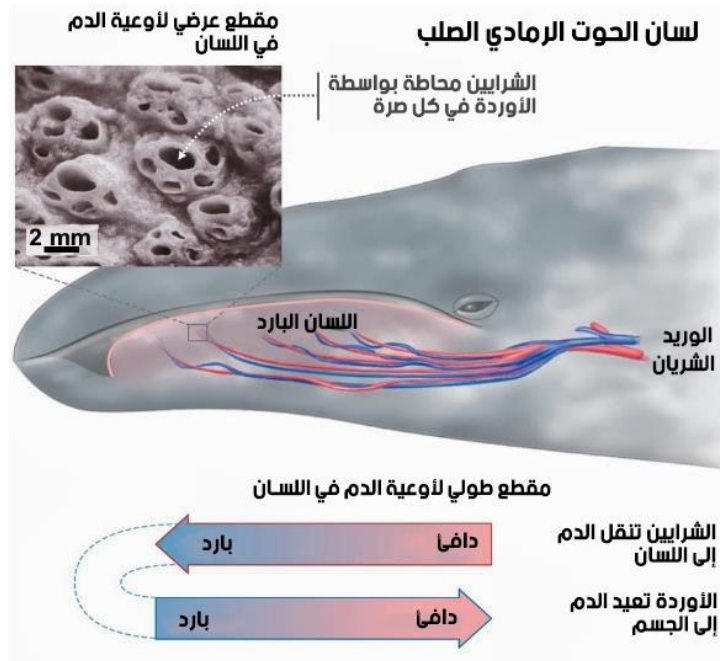 لسان الحوت الرمادي الصلب
مقطع عرضي لأوعية الدم
في اللسان
الشرايين محاطة بواسطة
الأوردة في كل صرة
2 mm
اللسان البارد
الوريد
الشريان
مقطع طولي لأوعية الدم في اللسان
الشرايين تنقل الدم
إلى اللسان
دافئ
بارد
الأوردة تعيد الدم
إلى الجسم
دافئ
بارد